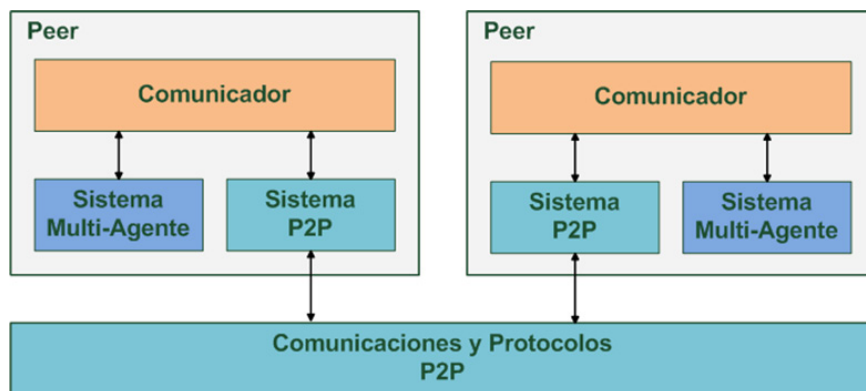 Peer
Comunicador
Sistema
Multi-Agente
Sistema
P2P
Peer
Comunicador
Sistema
P2P
Sistema
Multi-Agente
Comunicaciones y Protocolos
P2P